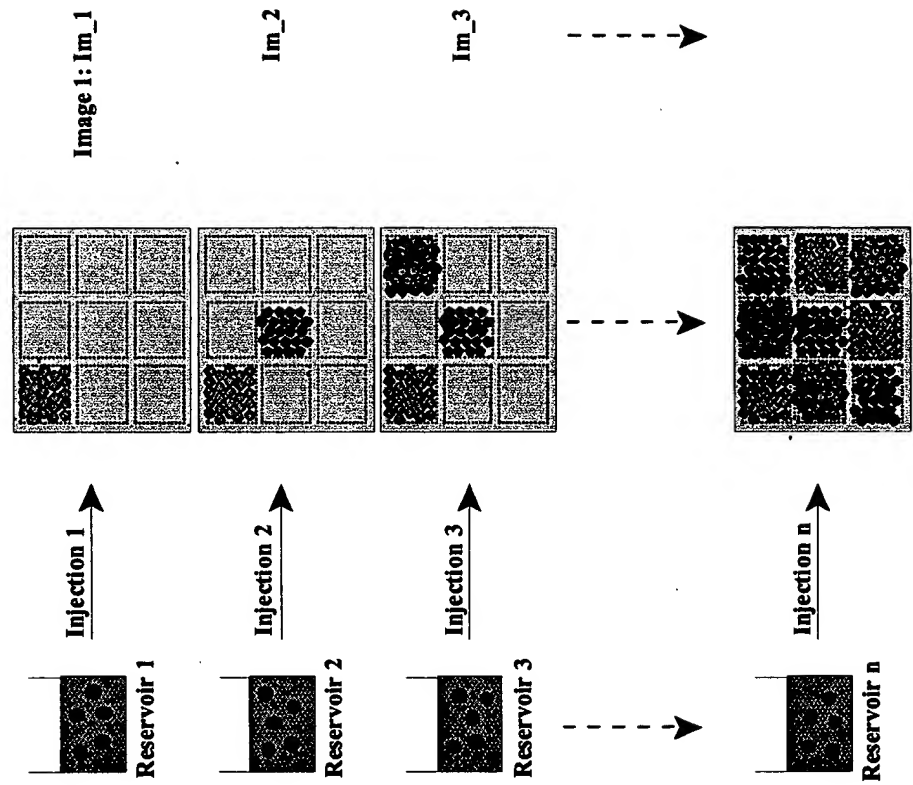 Reservoir 1
Injection 1
Image 1: Im_1
Reservoir 2
Injection 2
Im_2
Reservoir 3
Injection 3
Im_3
Reservoir n
Injection n